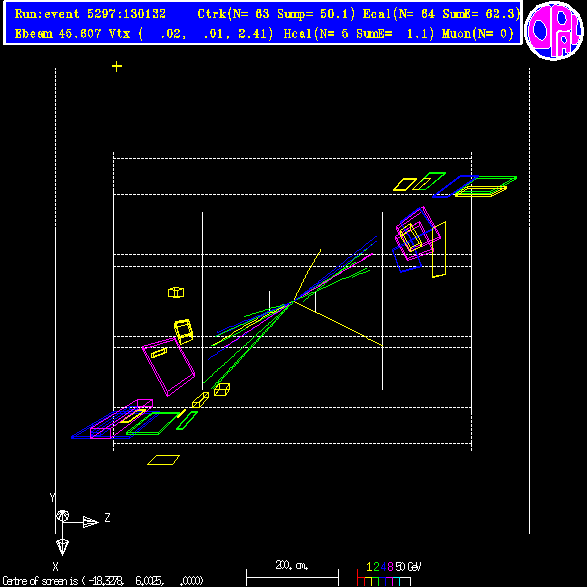 Run:event 5297:130132 Ctrk(N= 63 Sump= 50.1) Ecal(N= 64 SumE= 62.3)
Ebeam 45.607 Vtx ( .02, .01, 2.41) Hcal(N= 6 SumE= 1.1) Muon(N= 0)
OPAL
Y
Z
X
200. cm.
1 2 4 8 50 GeV
Centre of screen is ( -18.3278, 6.0025, .0000)